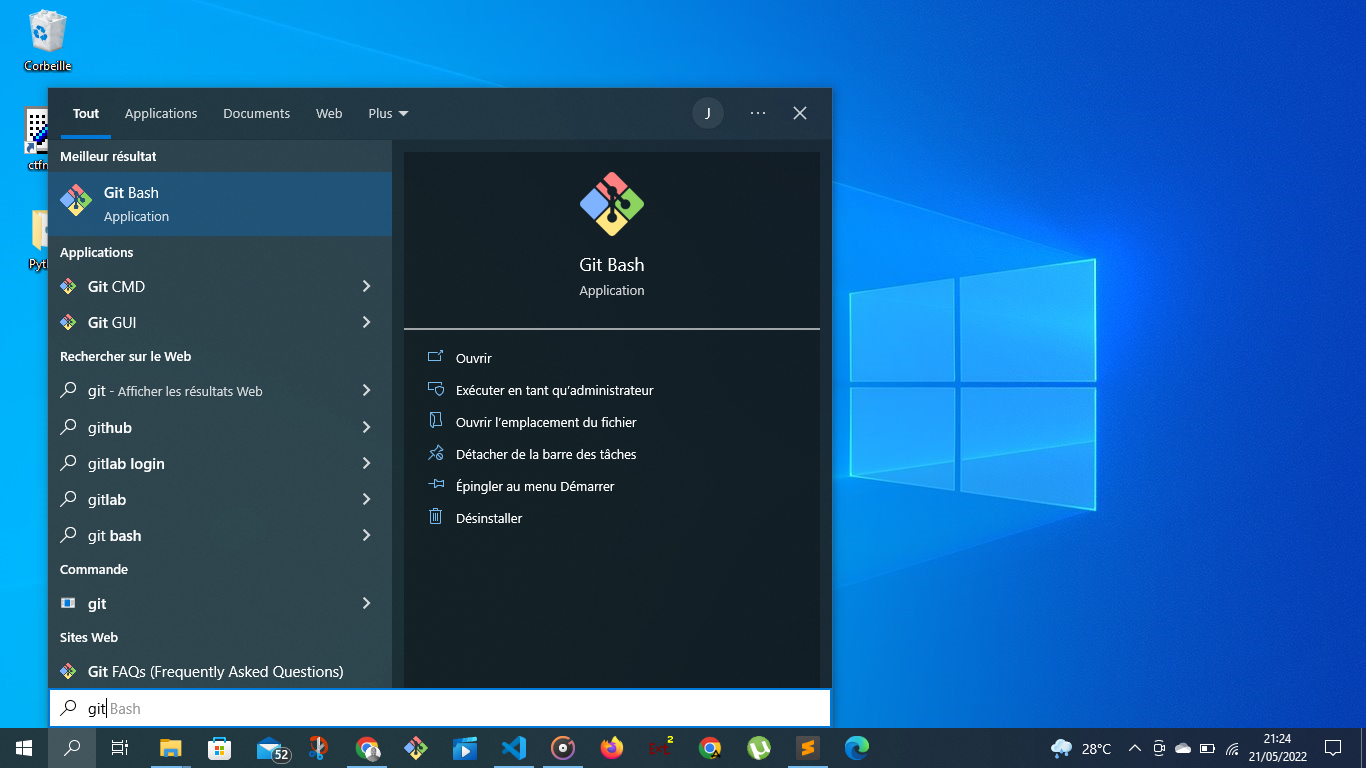 Corbeille
Tout
Applications
Documents
Web
Plus
J
Meilleur résultat
Git Bash
Application
Applications
Git CMD
Git GUI
Rechercher sur le Web
git - Afficher les résultats Web
github
gitlab login
gitlab
git bash
Commande
git
Sites Web
Git FAQs (Frequently Asked Questions)
git Bash
Git Bash
Application
Ouvrir
Exécuter en tant qu'administrateur
Ouvrir l'emplacement du fichier
Détacher de la barre des tâches
Épingler au menu Démarrer
Désinstaller
52
2
28°C
21:24
21/05/2022